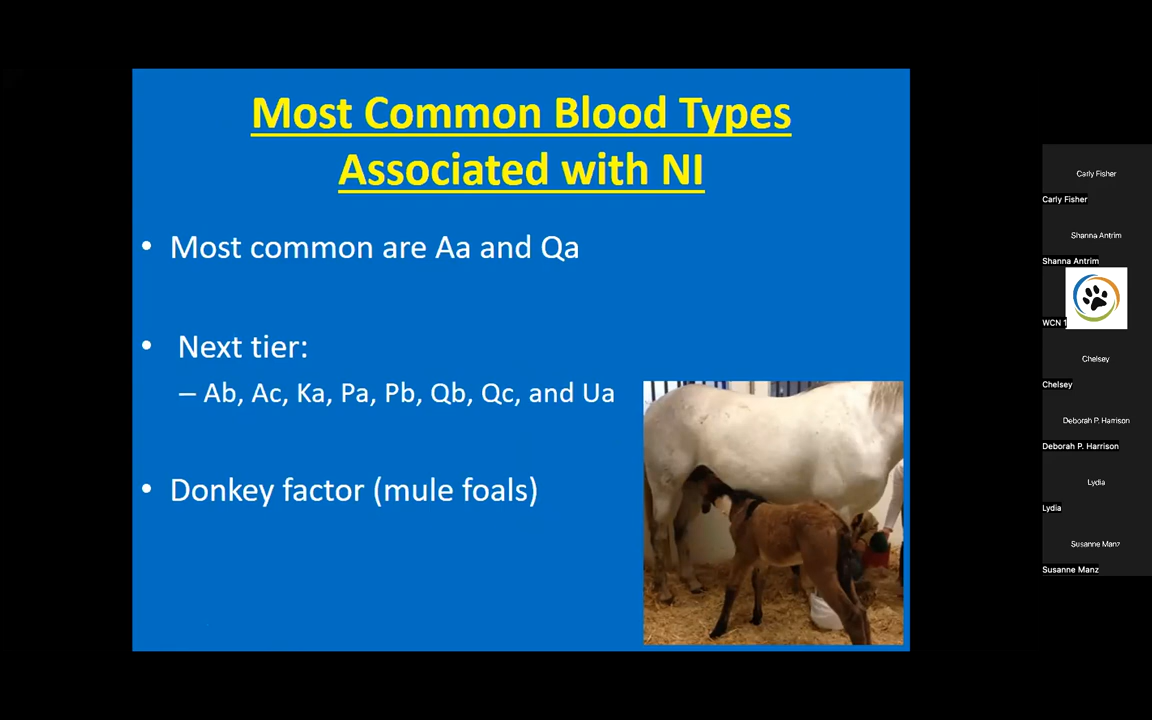 Most Common Blood Types
Associated with NI
• Most common are Aa and Qa
• Next tier:
– Ab, Ac, Ka, Pa, Pb, Qb, Qc, and Ua
• Donkey factor (mule foals)
Carly Fisher
Carly Fisher
Shanna Antrim
Shanna Antrim
WCN 1
Chelsey
Chelsey
Deborah P. Harrison
Deborah P. Harrison
Lydia
Lydia
Susanne Manz
Susanne Manz